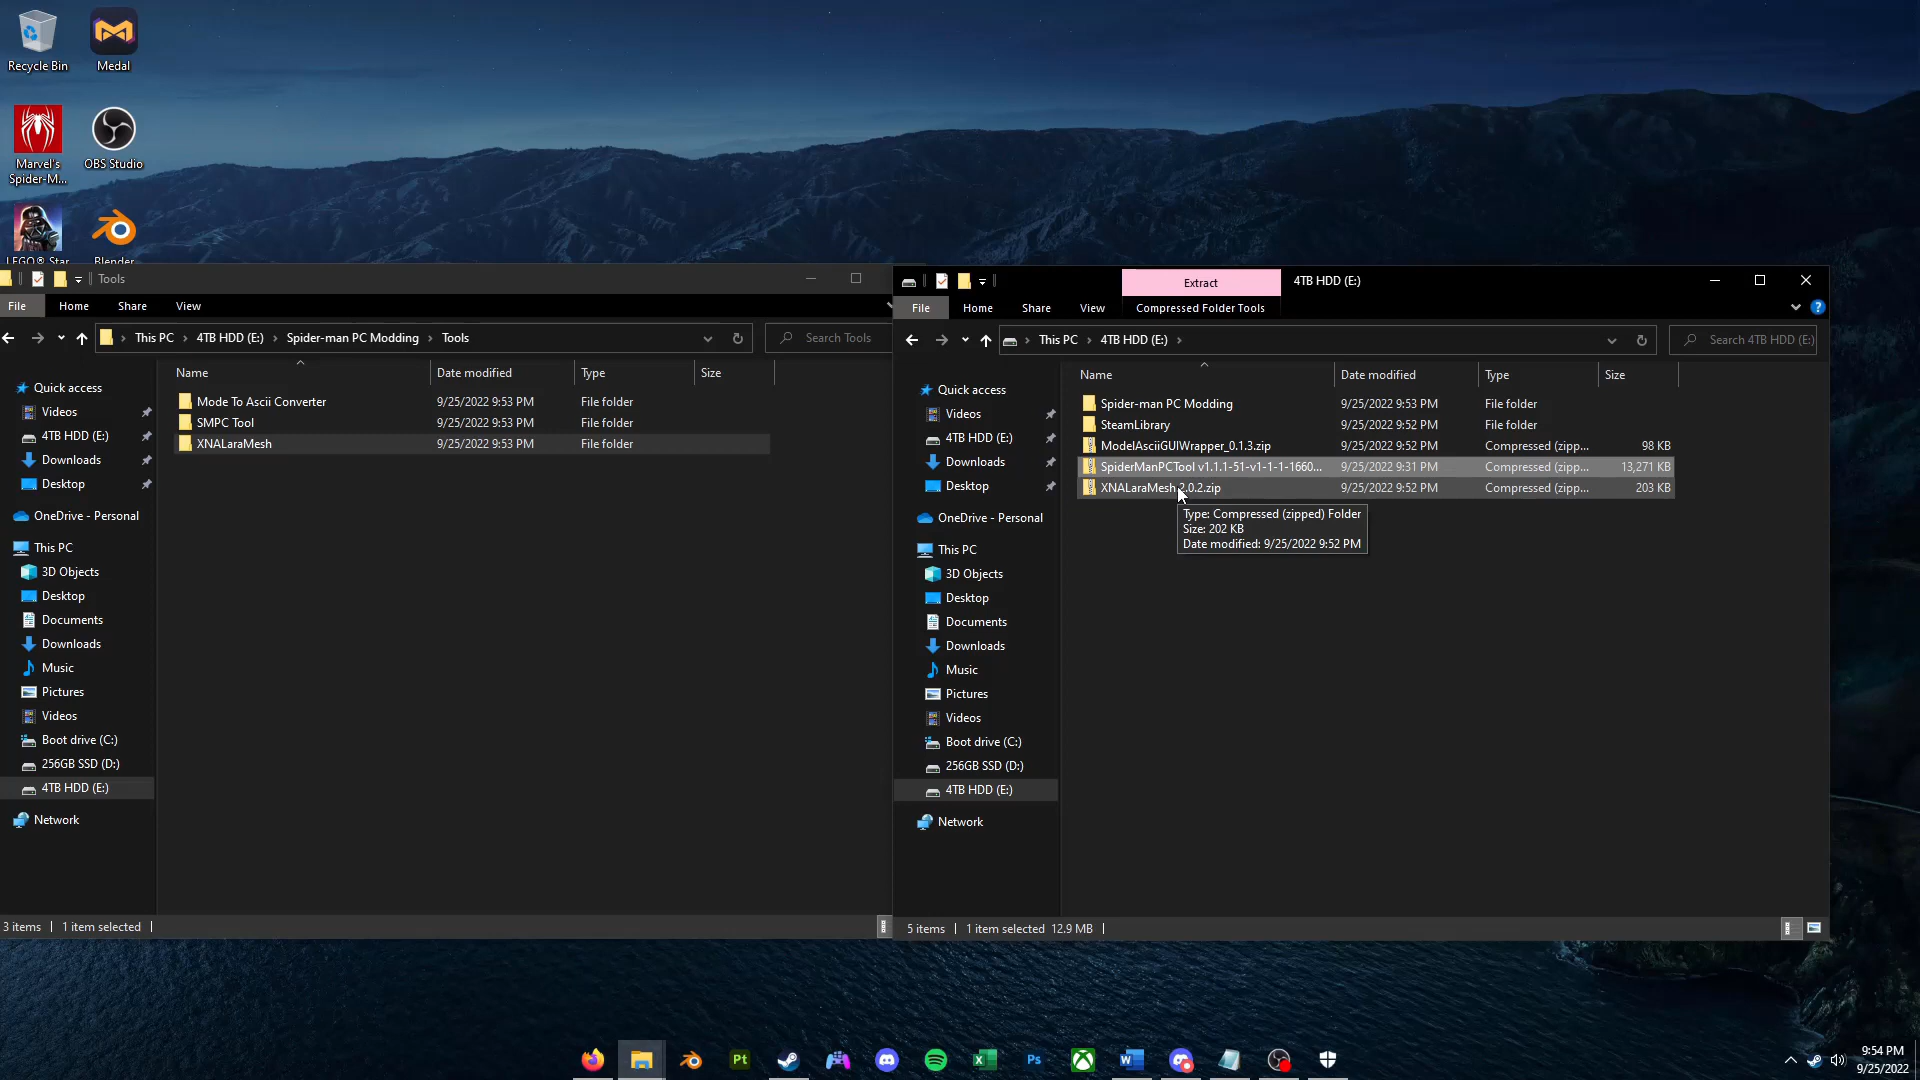 Recycle Bin
Medal
Marvel's
Spider-M...
OBS Studio
LEGO® Star
Blender
Tools
File
Home
Share
View
This PC
4TB HDD (E:)
Spider-man PC Modding
Tools
Search Tools
Name
Date modified
Type
Size
Mode To Ascii Converter
9/25/2022 9:53 PM
File folder
SMPC Tool
9/25/2022 9:53 PM
File folder
XNALaraMesh
9/25/2022 9:53 PM
File folder
Quick access
Videos
4TB HDD (E:)
Downloads
Desktop
OneDrive - Personal
This PC
3D Objects
Desktop
Documents
Downloads
Music
Pictures
Videos
Boot drive (C:)
256GB SSD (D:)
4TB HDD (E:)
Network
3 items
1 item selected
Extract
4TB HDD (E:)
File
Home
Share
View
Compressed Folder Tools
This PC
4TB HDD (E:)
Search 4TB HDD (E:)
Name
Date modified
Type
Size
Spider-man PC Modding
9/25/2022 9:53 PM
File folder
SteamLibrary
9/25/2022 9:52 PM
File folder
ModelAsciiGUIWrapper_0.1.3.zip
9/25/2022 9:52 PM
Compressed (zipp...
98 KB
SpiderManPCTool v1.1.1-51-v1-1-1-1660...
9/25/2022 9:31 PM
Compressed (zipp...
13,271 KB
XNALaraMesh 2.0.2.zip
9/25/2022 9:52 PM
Compressed (zipp...
203 KB
Type: Compressed (zipped) Folder
Size: 202 KB
Date modified: 9/25/2022 9:52 PM
Quick access
Videos
4TB HDD (E:)
Downloads
Desktop
OneDrive - Personal
This PC
3D Objects
Desktop
Documents
Downloads
Music
Pictures
Videos
Boot drive (C:)
256GB SSD (D:)
4TB HDD (E:)
Network
5 items
1 item selected 12.9 MB
Pt
Ps
9:54 PM
9/25/2022